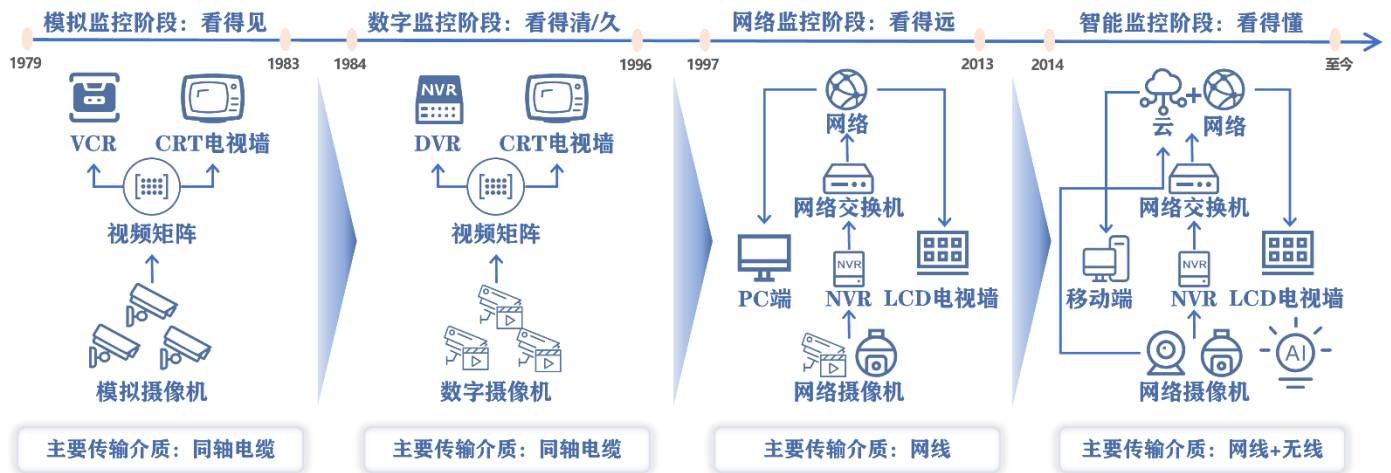 模拟监控阶段：看得见
数字监控阶段：看得清/久
网络监控阶段：看得远
智能监控阶段：看得懂
1979
1983
1984
1996
1997
2013
2014
至今
VCR
CRT电视墙
视频矩阵
模拟摄像机
主要传输介质：同轴电缆
NVR
DVR
CRT电视墙
视频矩阵
数字摄像机
主要传输介质：同轴电缆
网络
网络交换机
PC端
NVR
NVR
LCD电视墙
网络摄像机
主要传输介质：网线
云
+
网络
网络交换机
移动端
NVR
NVR
LCD电视墙
AI
网络摄像机
主要传输介质：网线+无线